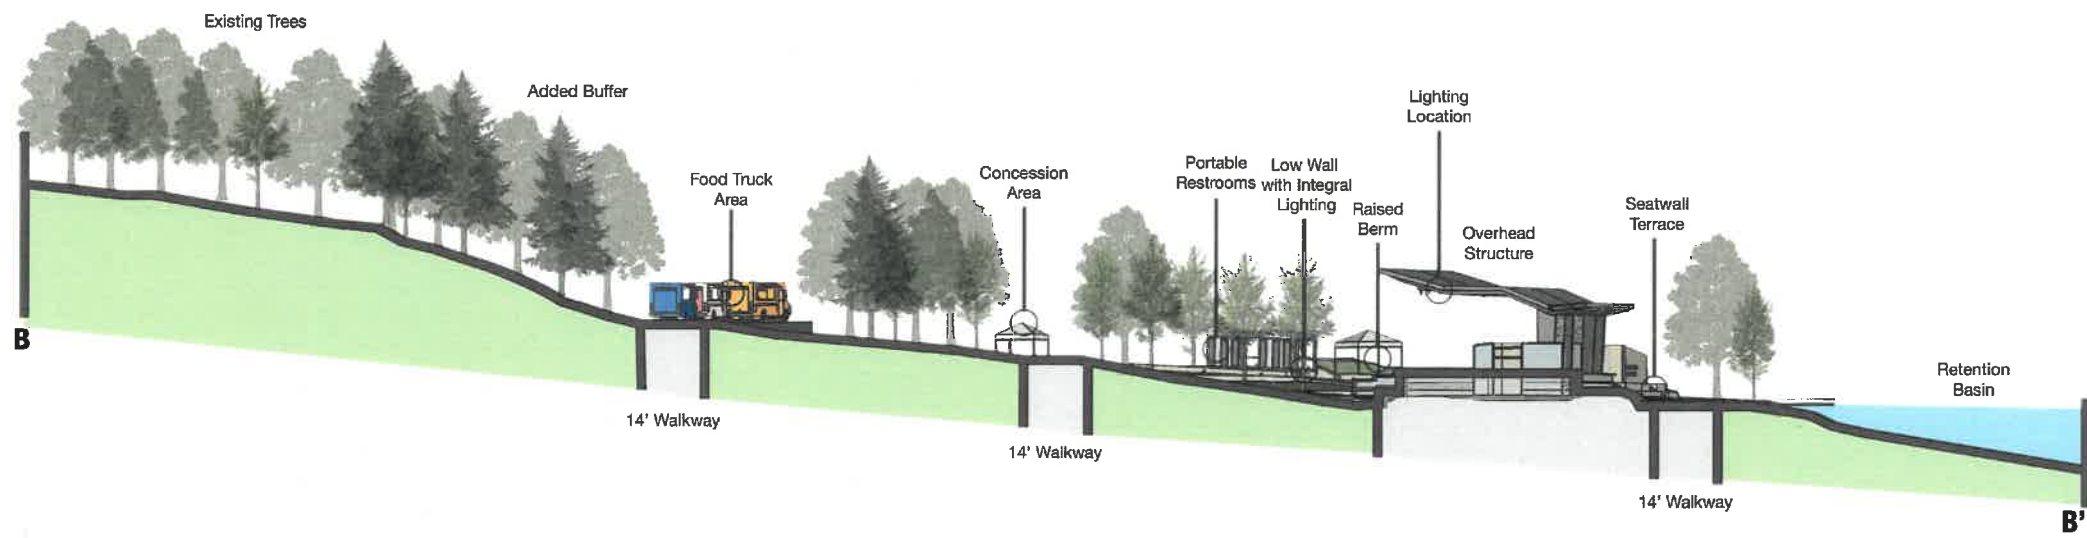 Existing Trees
Added Buffer
Food Truck
Area
Concession
Area
Portable
Restrooms
Low Wall
with Integral
Lighting
Raised
Berm
Lighting
Location
Overhead
Structure
Seatwall
Terrace
Retention
Basin
B
14' Walkway
14' Walkway
14' Walkway
B'